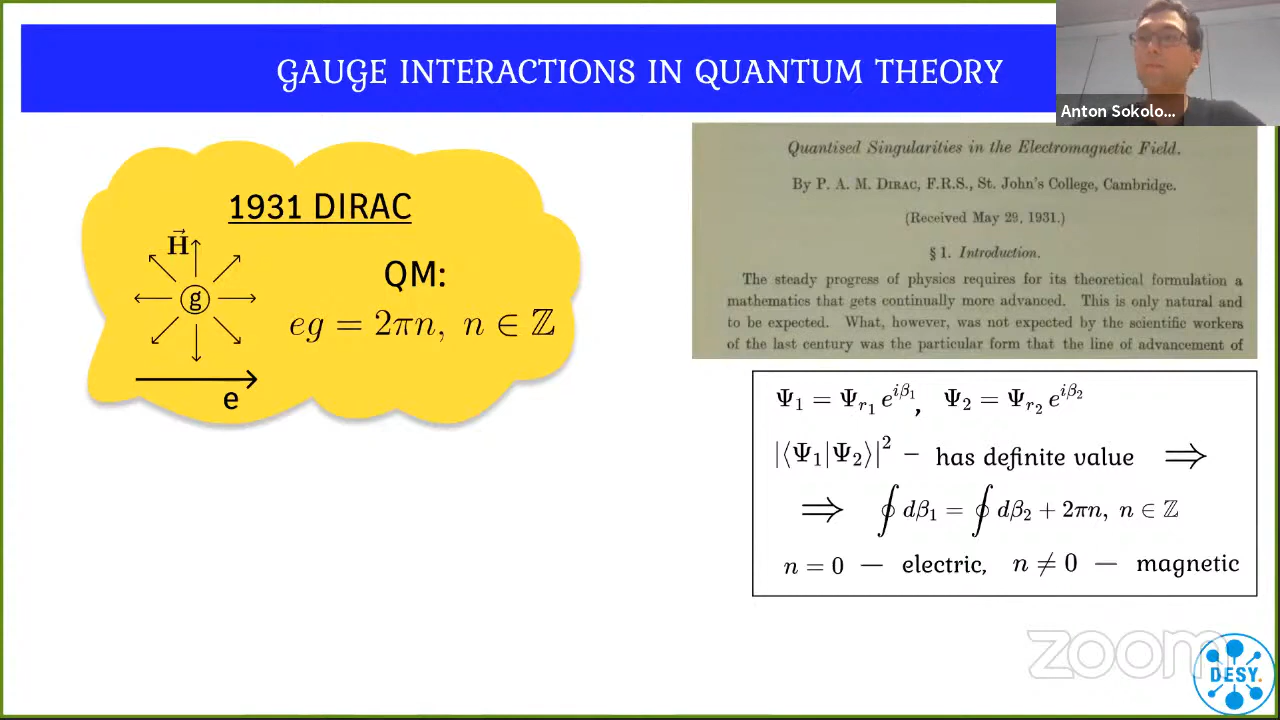 GAUGE INTERACTIONS IN QUANTUM THEORY
Anton Sokolo...
1931 DIRAC
H⃗
g
e
QM:
eg = 2πn, n ∈ ℤ
Quantised Singularities in the Electromagnetic Field.
By P. A. M. DIRAC, F.R.S., St. John's College, Cambridge.
(Received May 29, 1931.)
§ 1. Introduction.
The steady progress of physics requires for its theoretical formulation a
mathematics that gets continually more advanced. This is only natural and
to be expected. What, however, was not expected by the scientific workers
of the last century was the particular form that the line of advancement of
Ψ₁ = Ψ_{r₁} e^{iβ₁}, Ψ₂ = Ψ_{r₂} e^{iβ₂}
|⟨Ψ₁|Ψ₂⟩|² – has definite value ⟹
⟹ ∮ dβ₁ = ∮ dβ₂ + 2πn, n ∈ ℤ
n = 0 — electric, n ≠ 0 — magnetic
zoom
DESY.